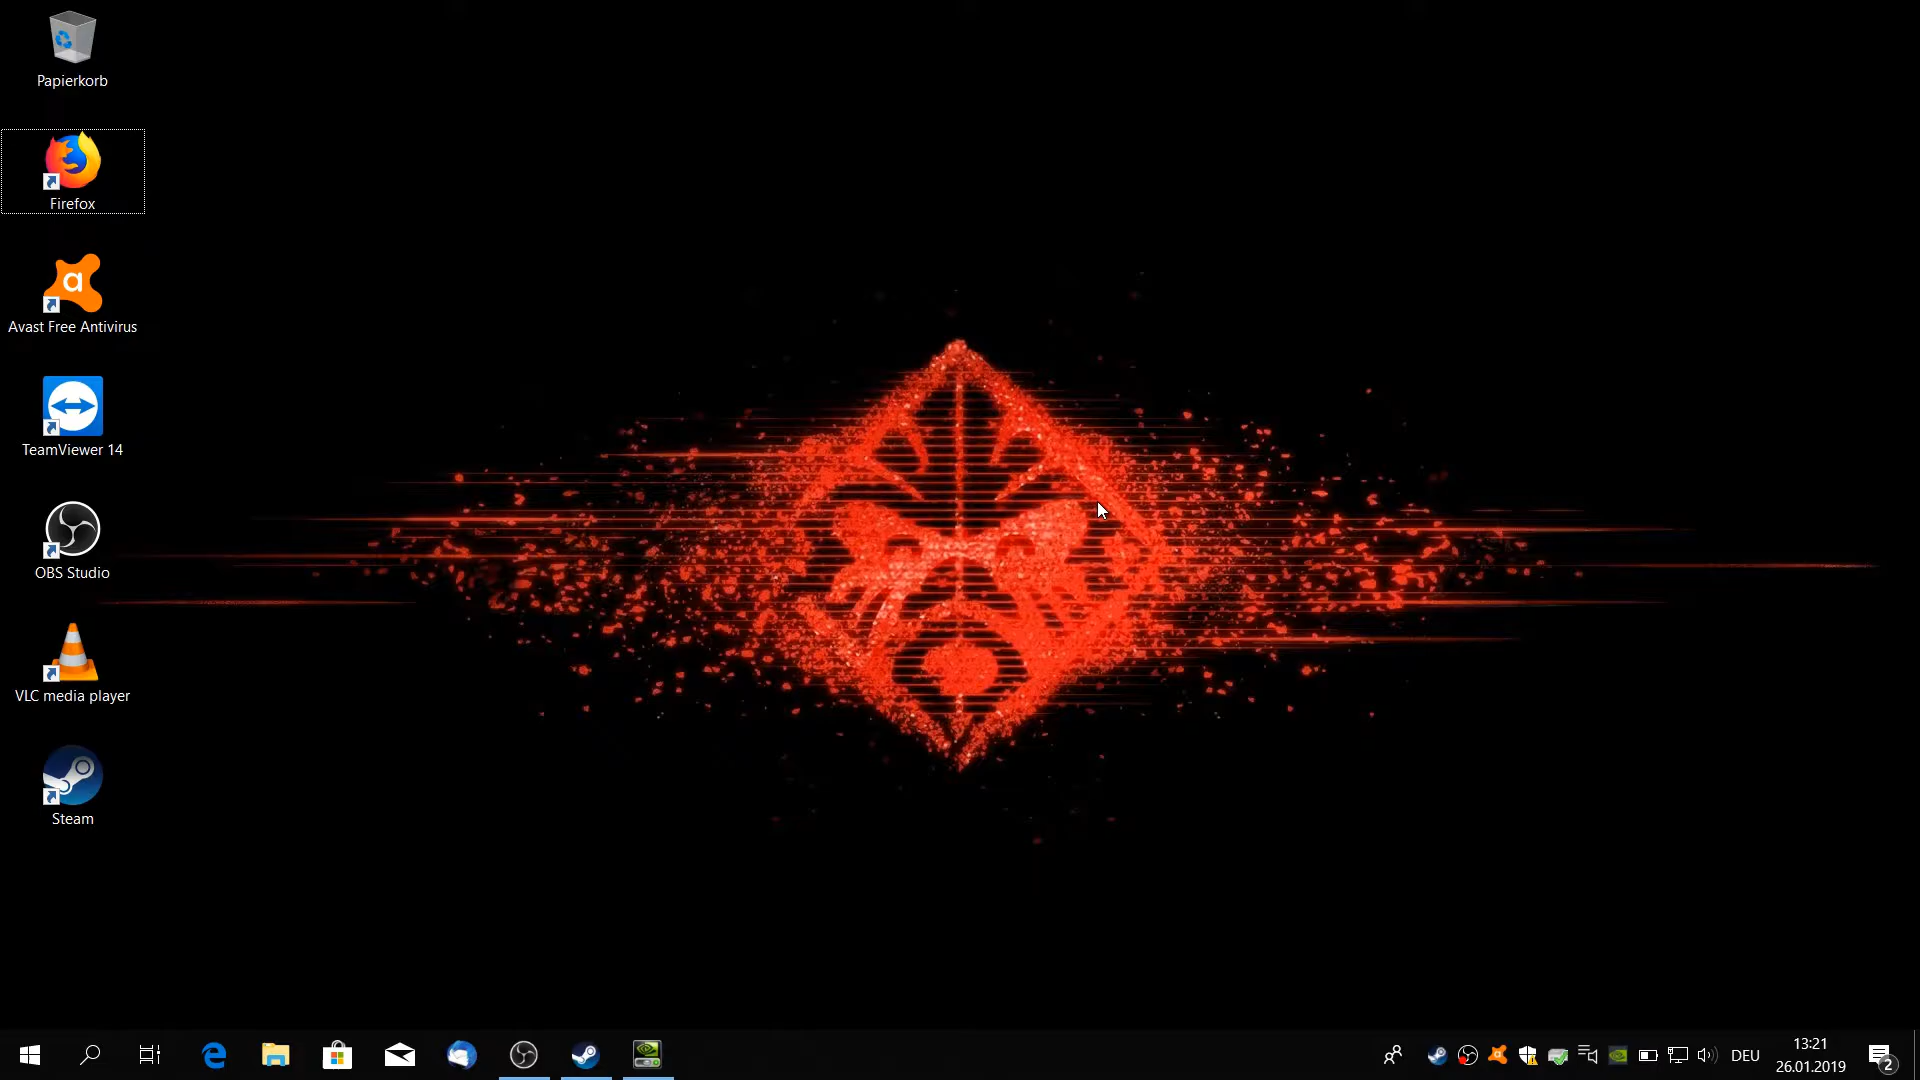 Papierkorb
Firefox
a
Avast Free Antivirus
TeamViewer 14
OBS Studio
VLC media player
Steam
DEU
13:21
26.01.2019
2